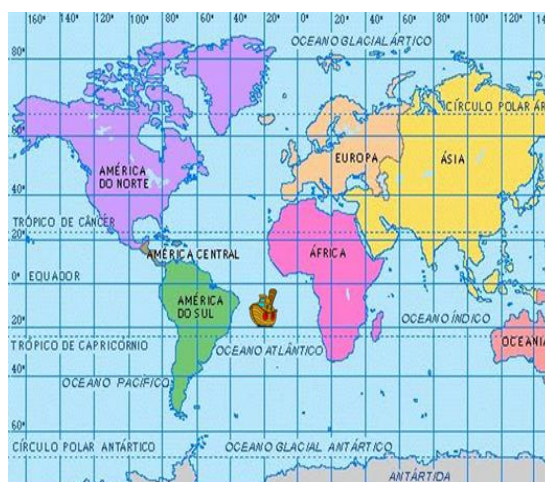 160° 120° 100° 80° 60° 40° 20° 0° 20° 40° 60° 80° 100° 120° 14
OCEANO GLACIAL ÁRTICO
80°
CÍRCULO POLAR ÁR
60°
EUROPA
ÁSIA
AMÉRICA
DO NORTE
40°
TRÓPICO DE CÂNCER
20°
AMÉRICA CENTRAL
ÁFRICA
0°
EQUADOR
AMÉRICA
DO SUL
20°
OCEANO ÍNDICO
TRÓPICO DE CAPRICÓRNIO
OCEANO ATLÂNTICO
OCEANIA
40°
OCEANO PACÍFICO
60°
CÍRCULO POLAR ANTÁRTICO
OCEANO GLACIAL ANTÁRTICO
ANTÁRTIDA